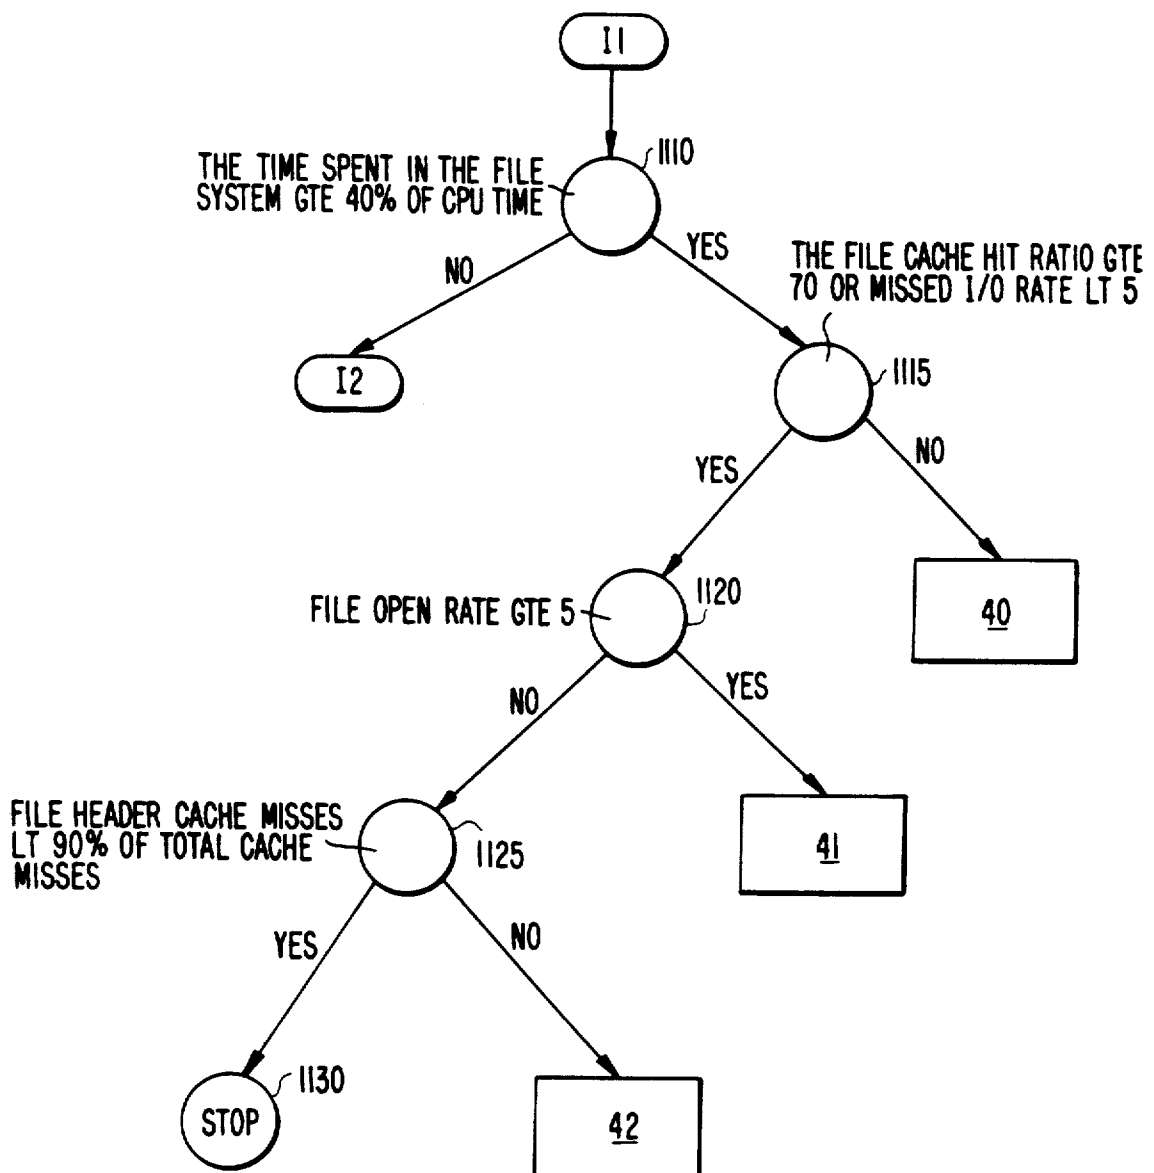 I1
1110
THE TIME SPENT IN THE FILE
SYSTEM GTE 40% OF CPU TIME
NO
YES
THE FILE CACHE HIT RATIO GTE
70 OR MISSED I/O RATE LT 5
I2
1115
YES
NO
1120
FILE OPEN RATE GTE 5
40
NO
YES
FILE HEADER CACHE MISSES
LT 90% OF TOTAL CACHE
MISSES
1125
41
YES
NO
1130
STOP
42